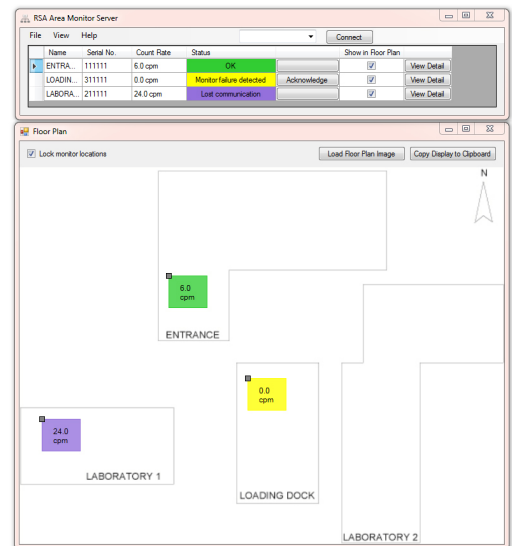 RSA Area Monitor Server
File View Help Connect
Name Serial No. Count Rate Status Show in Floor Plan
ENTRA... 111111 6.0 cpm OK View Detail
LOADIN... 311111 0.0 cpm Monitor failure detected Acknowledge View Detail
LABORA... 211111 24.0 cpm Lost communication View Detail
Floor Plan
Lock monitor locations Load Floor Plan Image Copy Display to Clipboard
N
6.0
cpm
ENTRANCE
0.0
cpm
24.0
cpm
LABORATORY 1
LOADING DOCK
LABORATORY 2